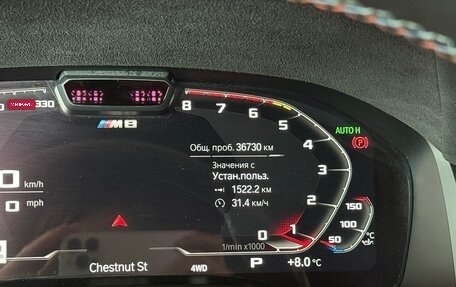 330
8
7
6
5
4
3
2
1
0
M8
AUTO H
(P)
Общ. проб. 36730 км
Значения с
Устан.польз.
1522.2 км
31.4 км/ч
0 km/h
0 mph
1/min x1000
150
100
50
°C
Chestnut St
4WD
P
+8.0 °C